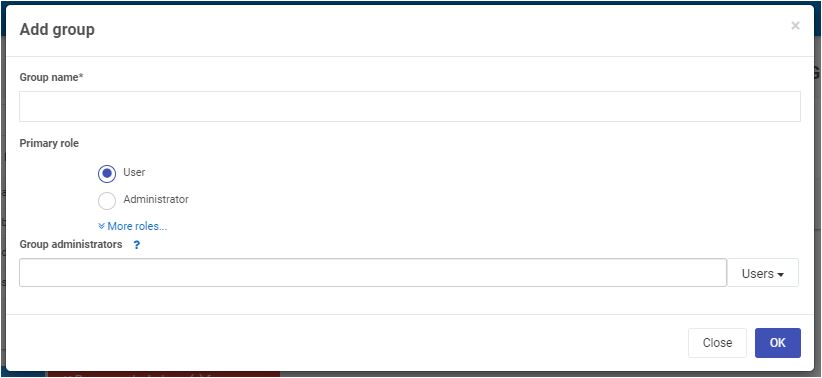 Add group
×
Group name*
Primary role
User
Administrator
More roles...
Group administrators ?
Users
Close
OK